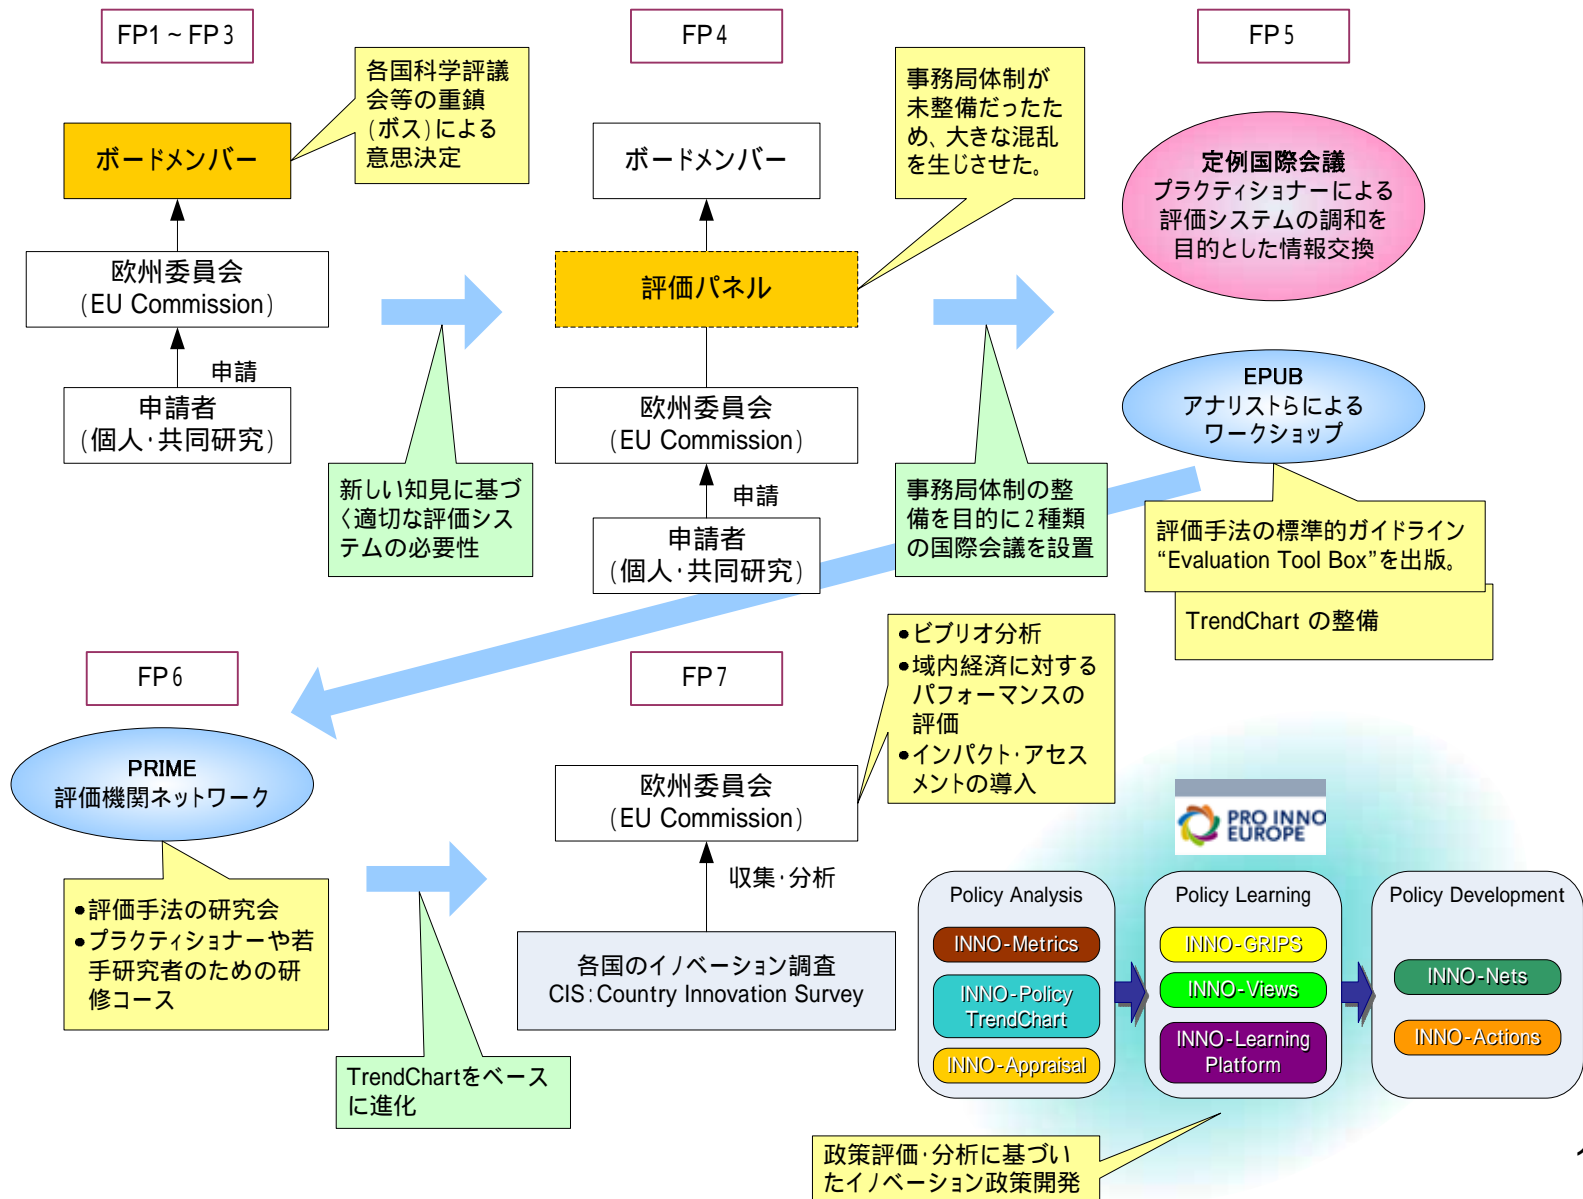 FP1～FP3
ボードメンバー
各国科学評議
会等の重鎮
(ボス)による
意思決定
欧州委員会
(EU Commission)
申請
申請者
(個人・共同研究)
新しい知見に基づ
く適切な評価シス
テムの必要性
FP4
ボードメンバー
事務局体制が
未整備だったた
め、大きな混乱
を生じさせた。
評価パネル
欧州委員会
(EU Commission)
申請
申請者
(個人・共同研究)
事務局体制の整
備を目的に2種類
の国際会議を設置
FP5
定例国際会議
プラクティショナーによる
評価システムの調和を
目的とした情報交換
EPUB
アナリストらによる
ワークショップ
評価手法の標準的ガイドライン
“Evaluation Tool Box”を出版。
TrendChart の整備
FP6
PRIME
評価機関ネットワーク
•評価手法の研究会
•プラクティショナーや若
手研究者のための研
修コース
TrendChartをベース
に進化
FP7
•ビブリオ分析
•域内経済に対する
パフォーマンスの
評価
•インパクト・アセス
メントの導入
欧州委員会
(EU Commission)
収集・分析
各国のイノベーション調査
CIS:Country Innovation Survey
PRO INNO
EUROPE
Policy Analysis
INNO-Metrics
INNO-Policy
TrendChart
INNO-Appraisal
Policy Learning
INNO-GRIPS
INNO-Views
INNO-Learning
Platform
Policy Development
INNO-Nets
INNO-Actions
政策評価・分析に基づい
たイノベーション政策開発